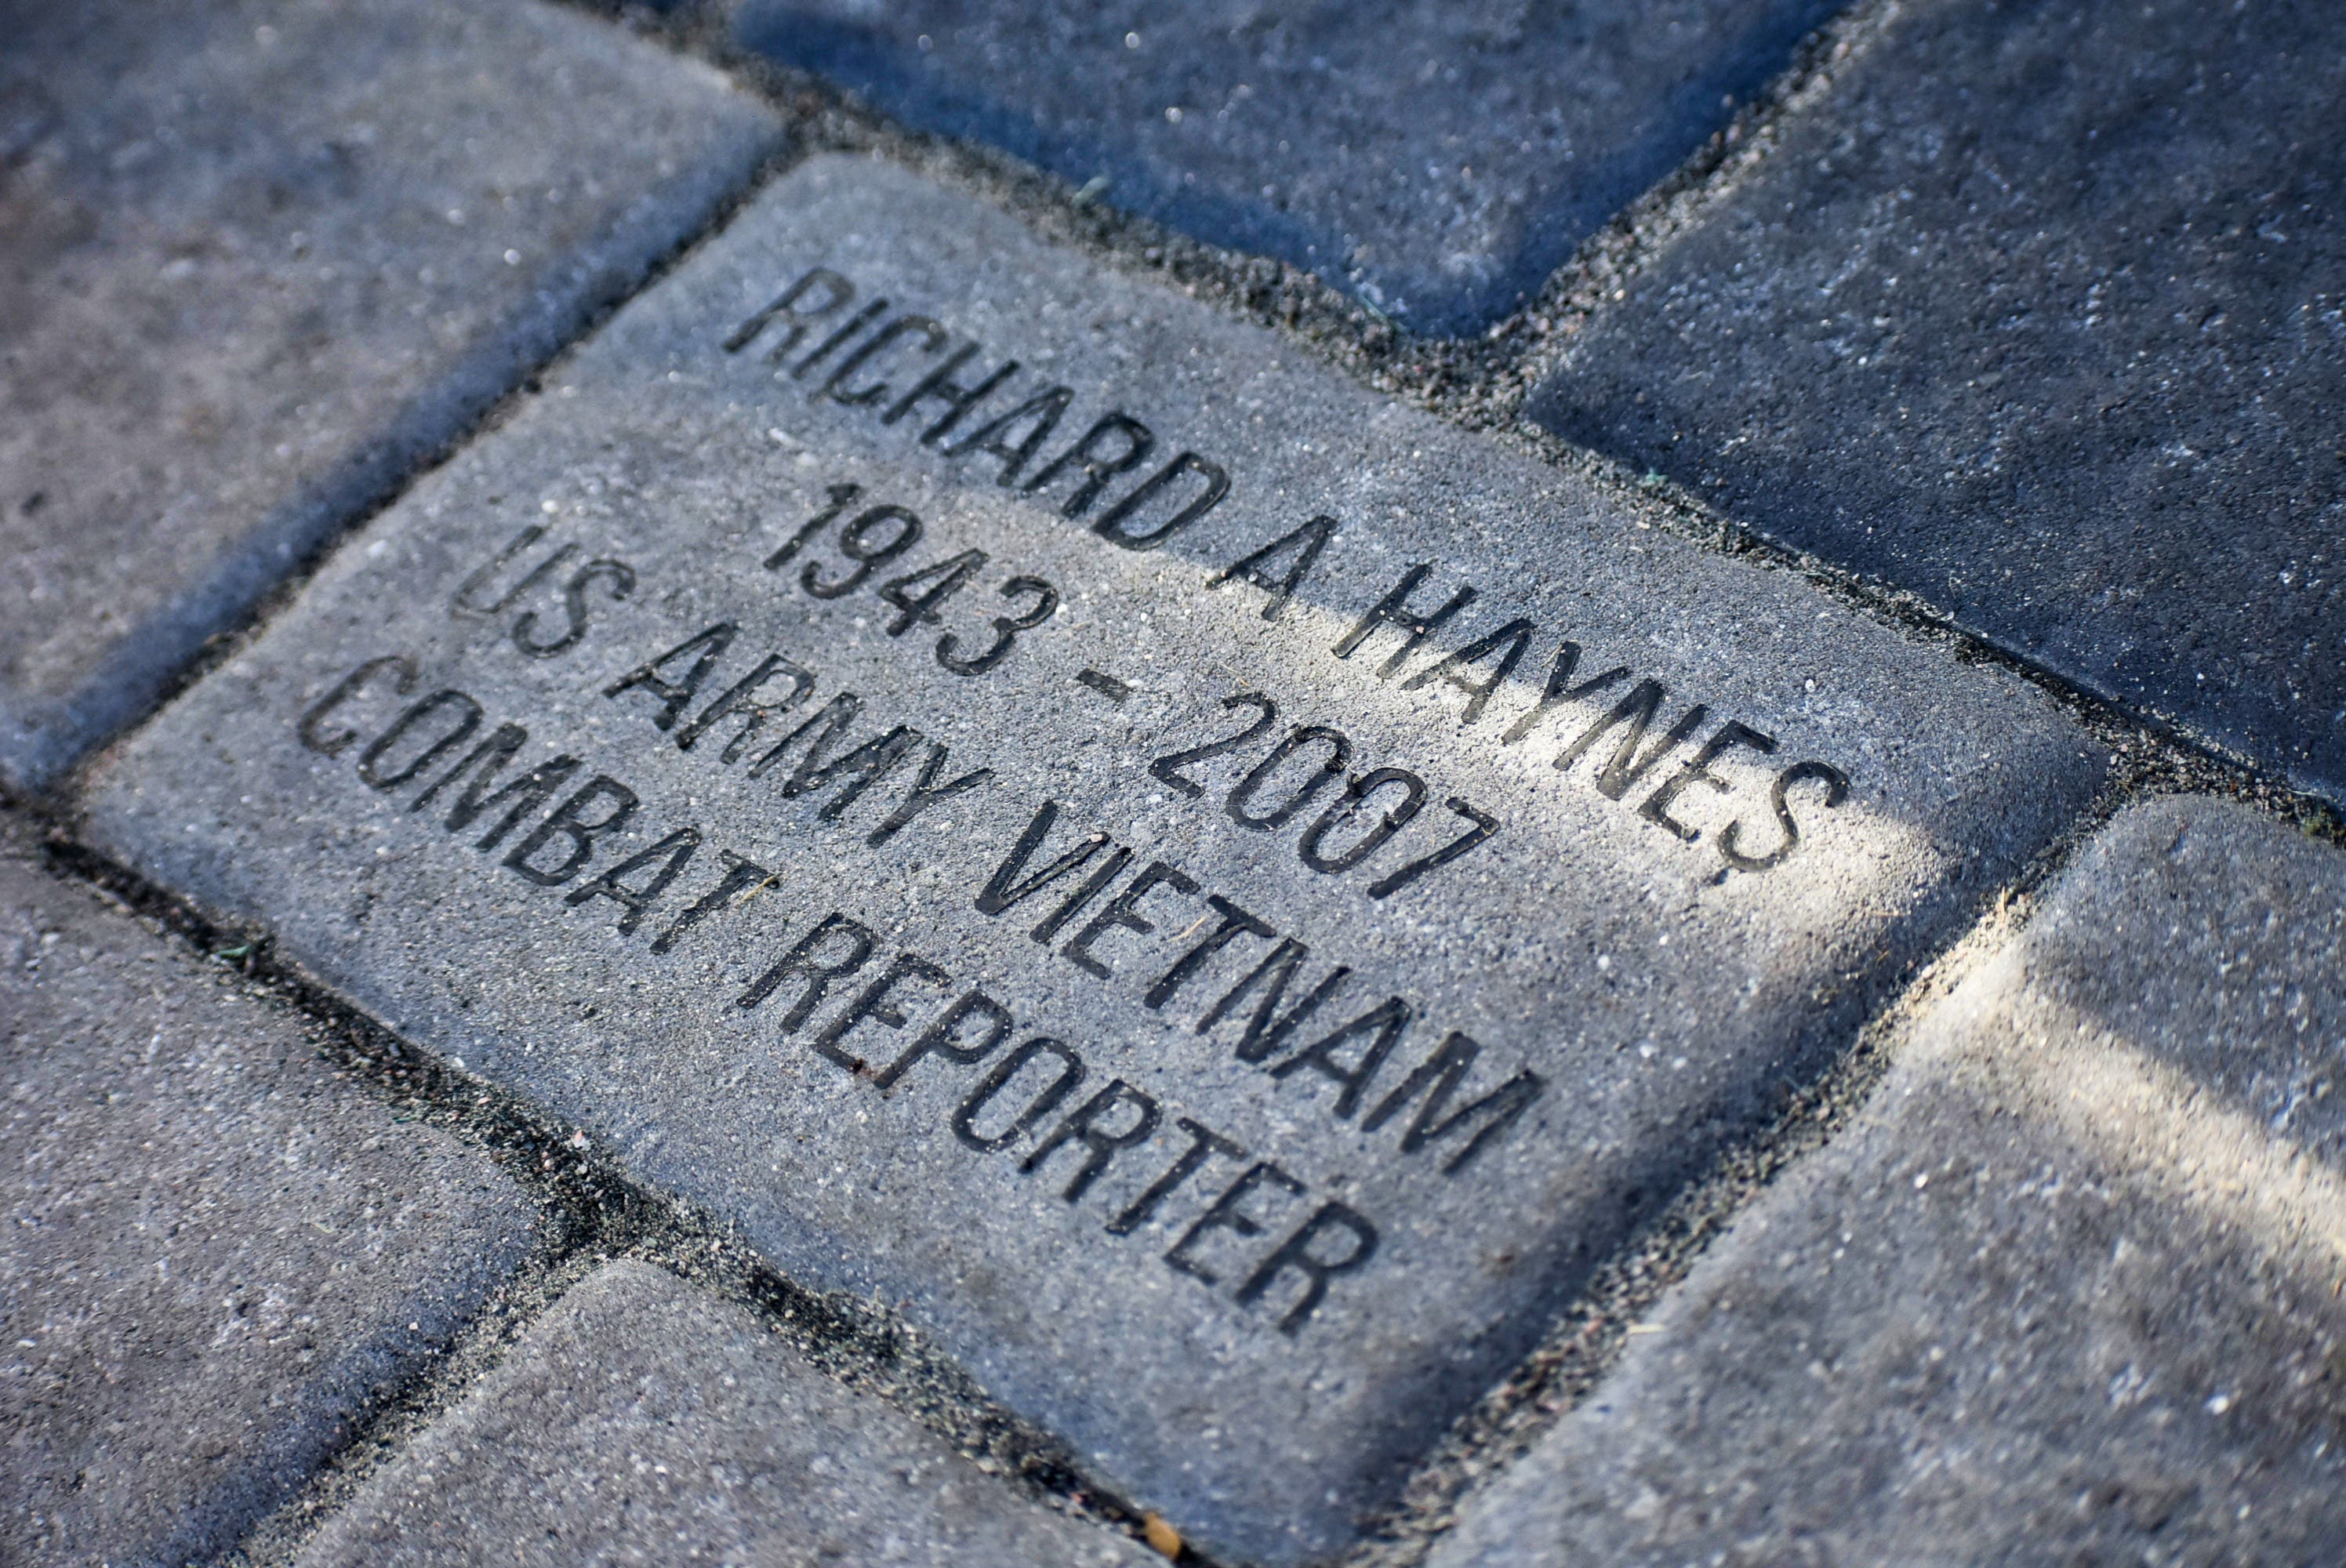 RICHARD A HAYNES
1943 - 2007
US ARMY VIETNAM
COMBAT REPORTER